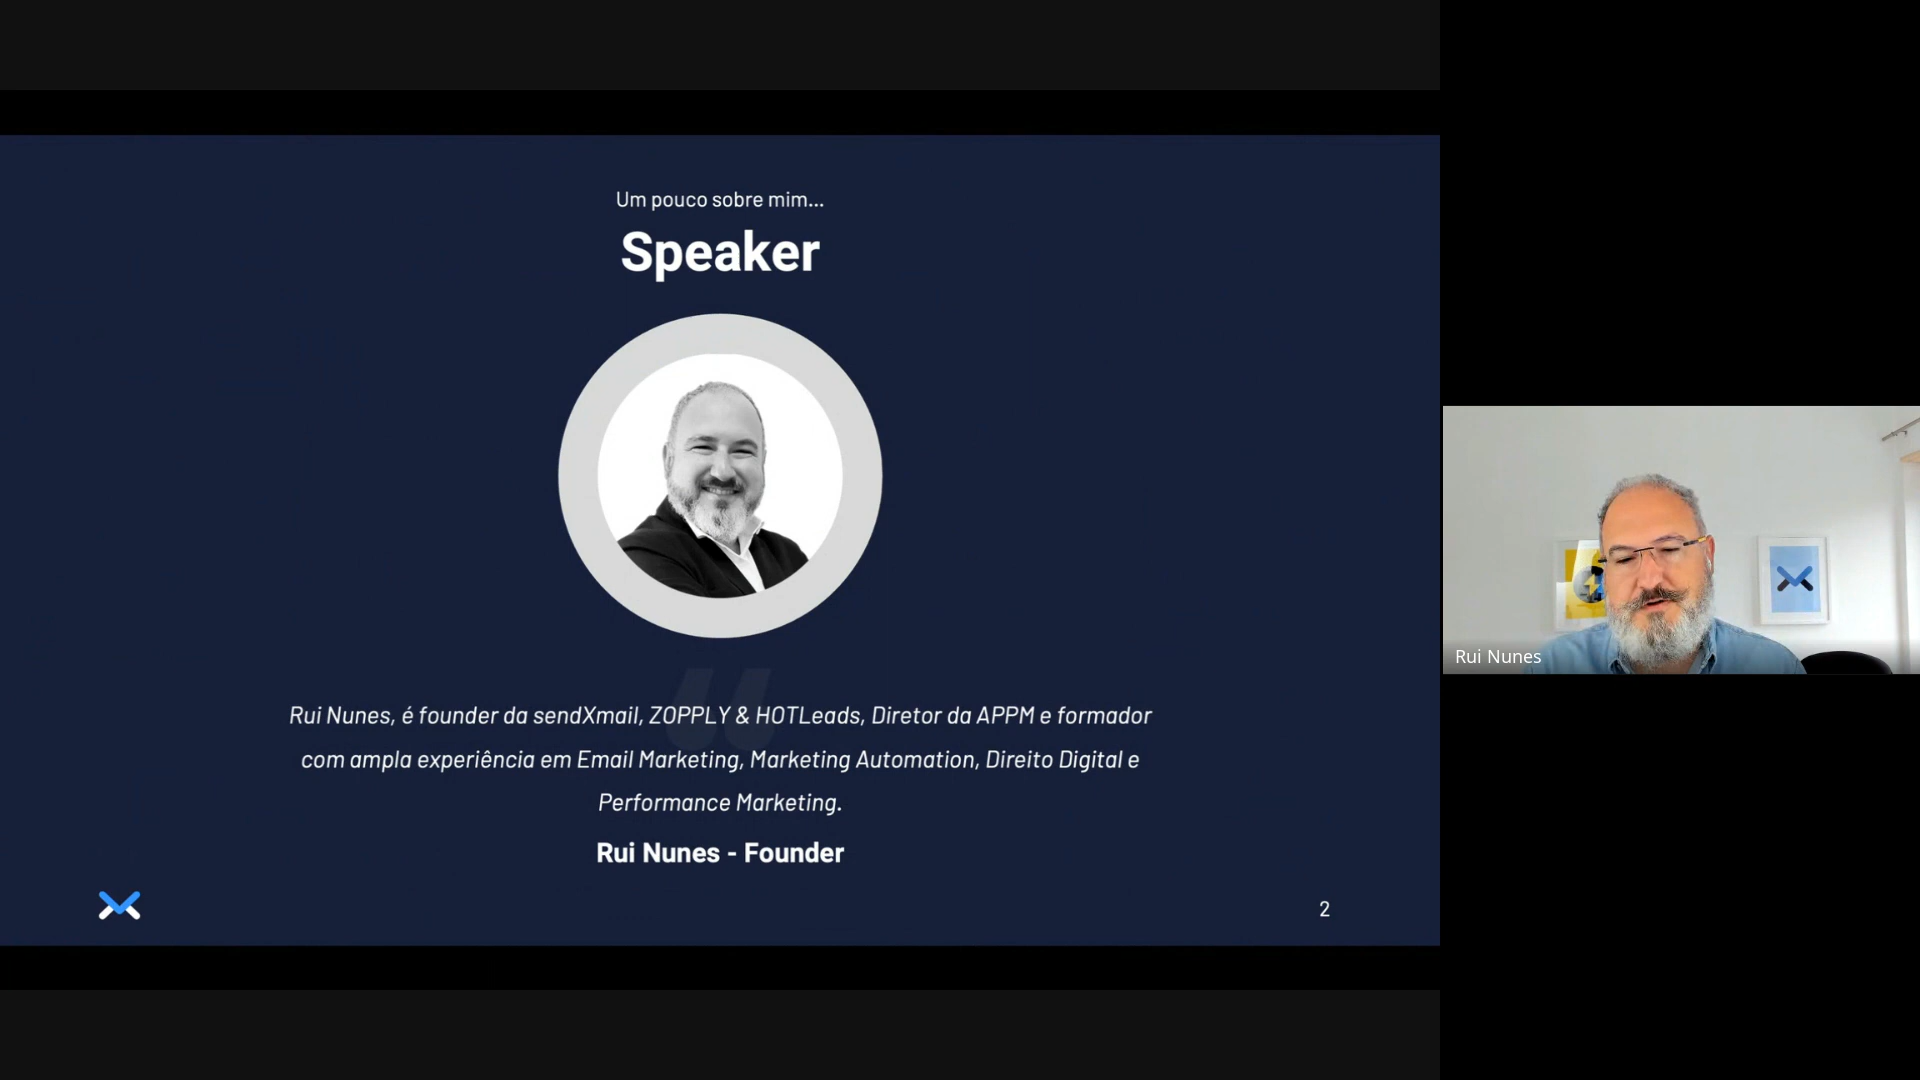 Um pouco sobre mim...
Speaker
Rui Nunes, é founder da sendXmail, ZOPPLY & HOTLeads, Diretor da APPM e formador
com ampla experiência em Email Marketing, Marketing Automation, Direito Digital e
Performance Marketing.
Rui Nunes - Founder
2
Rui Nunes